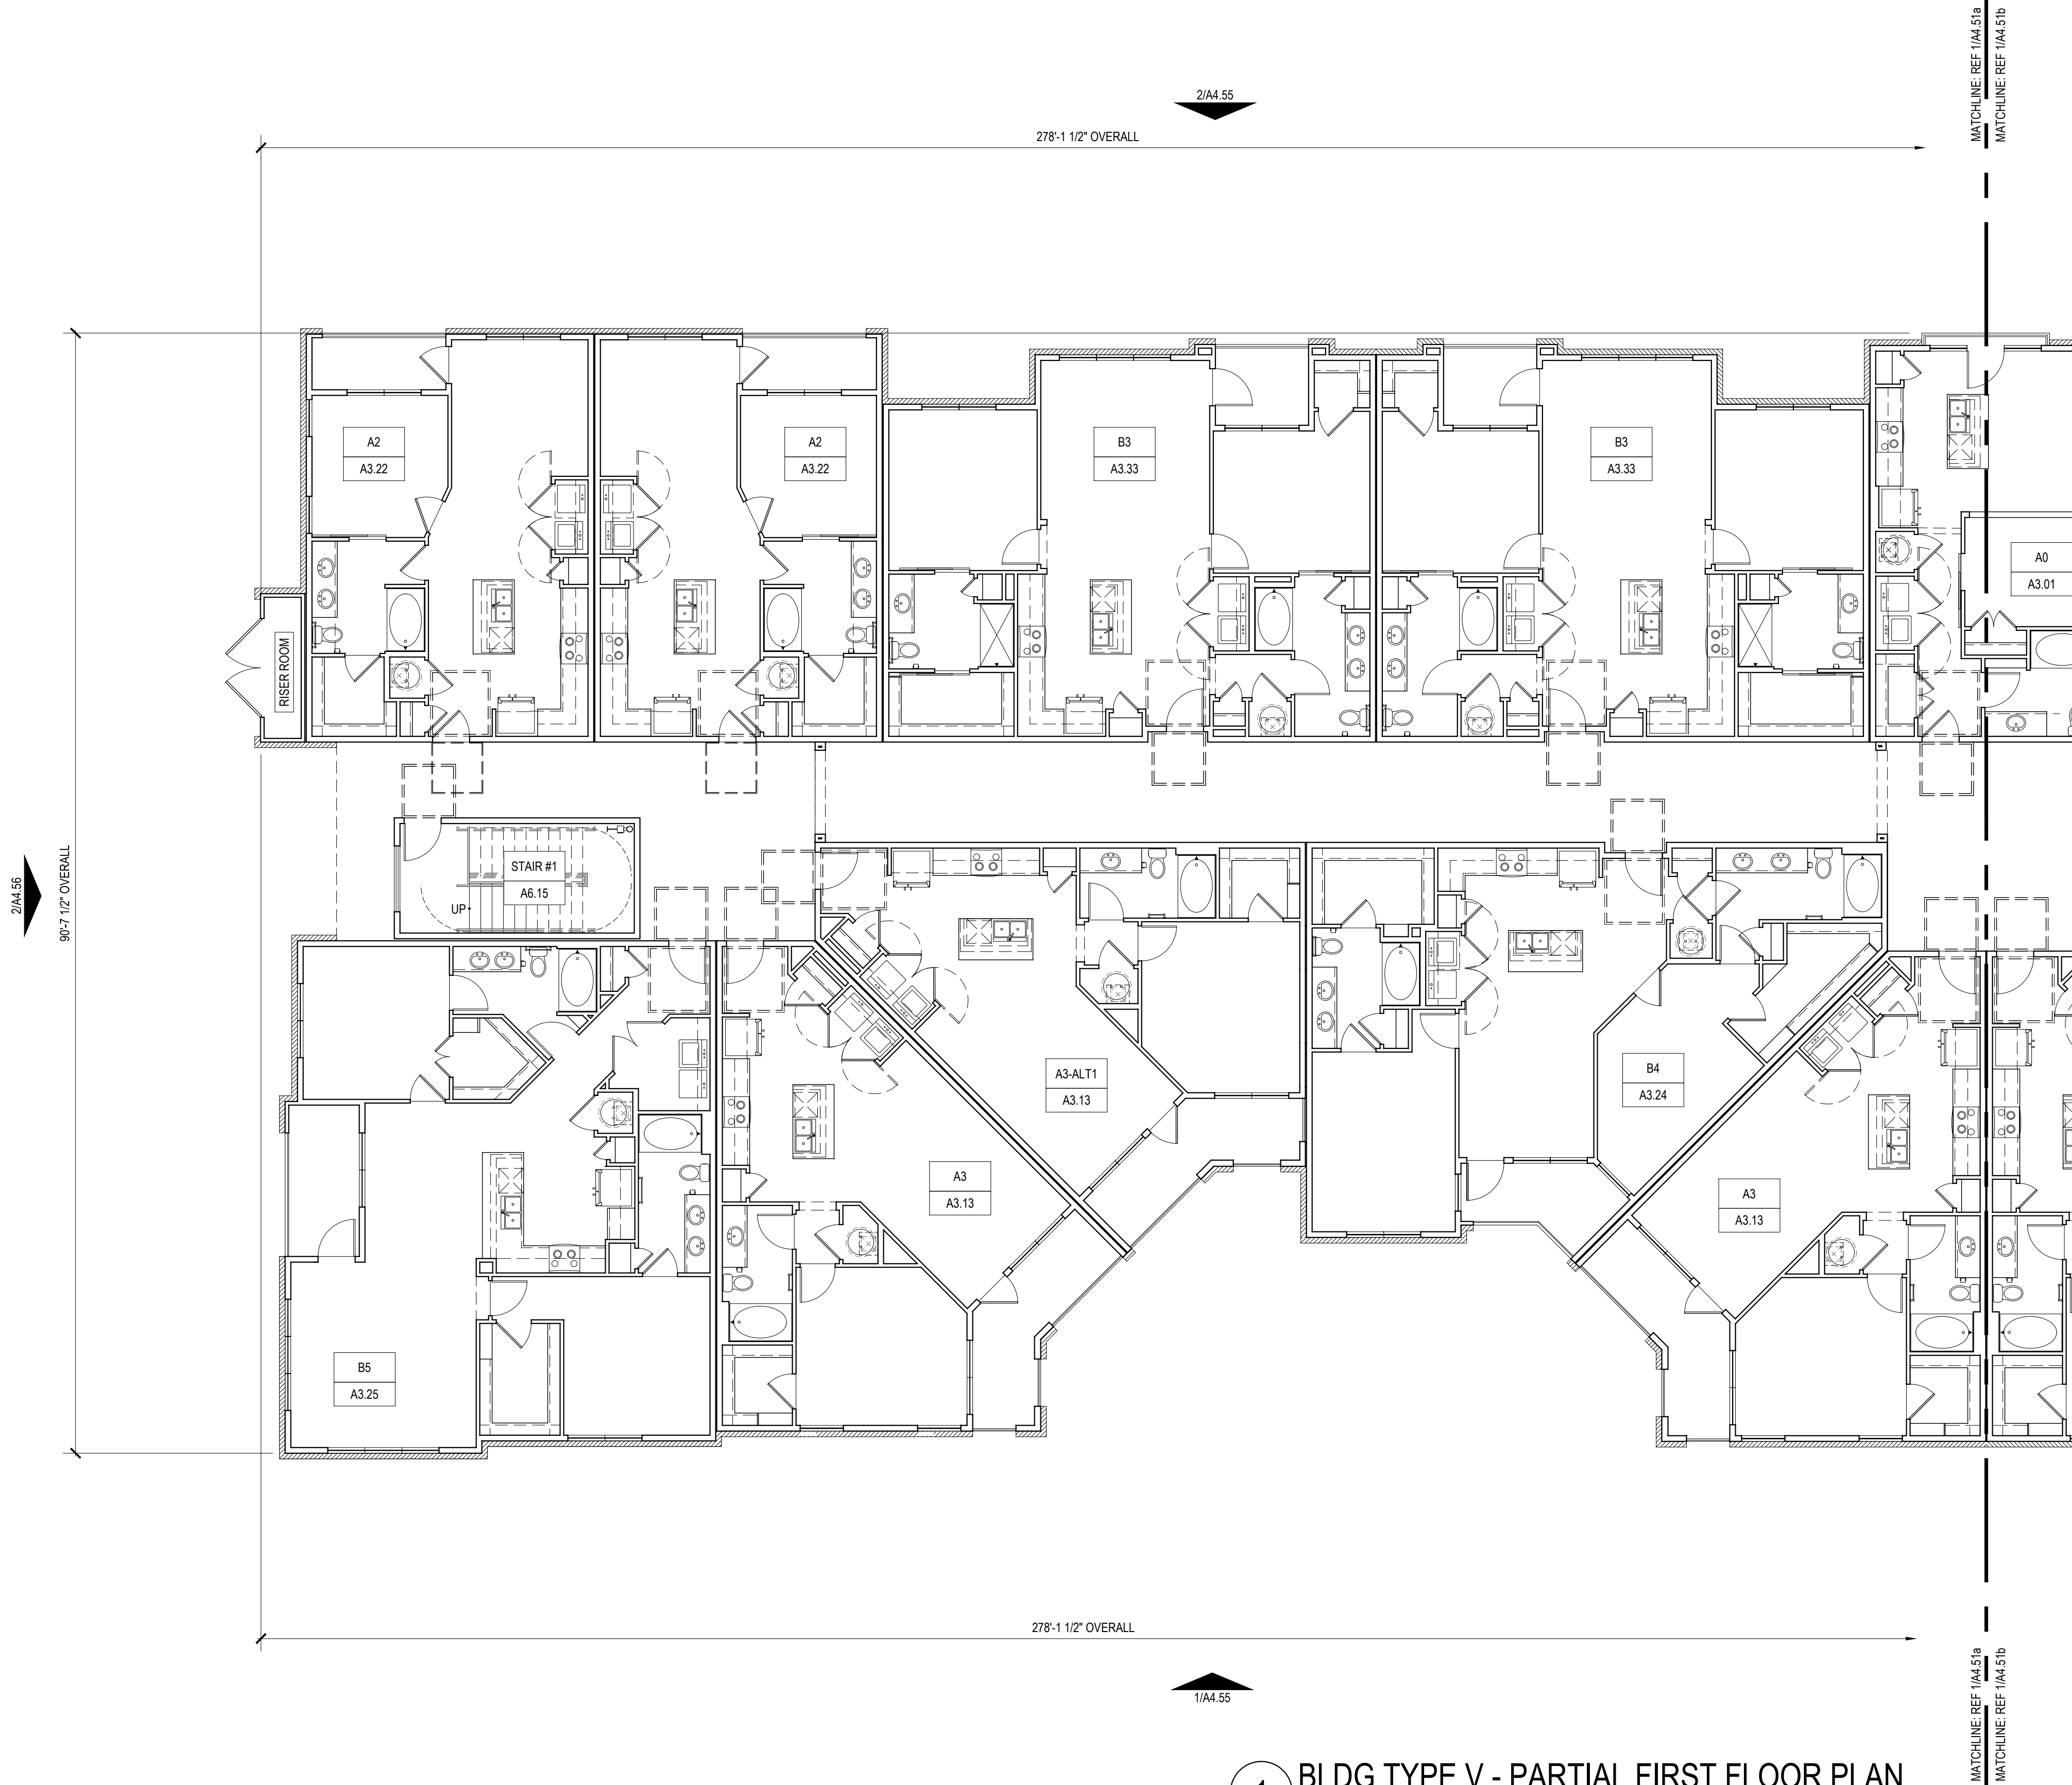 MATCHLINE: REF 1/A4.51a
MATCHLINE: REF 1/A4.51b
2/A4.55
278'-1 1/2" OVERALL
A2
A3.22
A2
A3.22
B3
A3.33
B3
A3.33
A0
A3.01
RISER ROOM
2/A4.56
90'-7 1/2" OVERALL
STAIR #1
A6.15
UP
A3-ALT1
A3.13
B4
A3.24
A3
A3.13
A3
A3.13
B5
A3.25
278'-1 1/2" OVERALL
1/A4.55
MATCHLINE: REF 1/A4.51a
MATCHLINE: REF 1/A4.51b
1
BLDG TYPE V - PARTIAL FIRST FLOOR PLAN